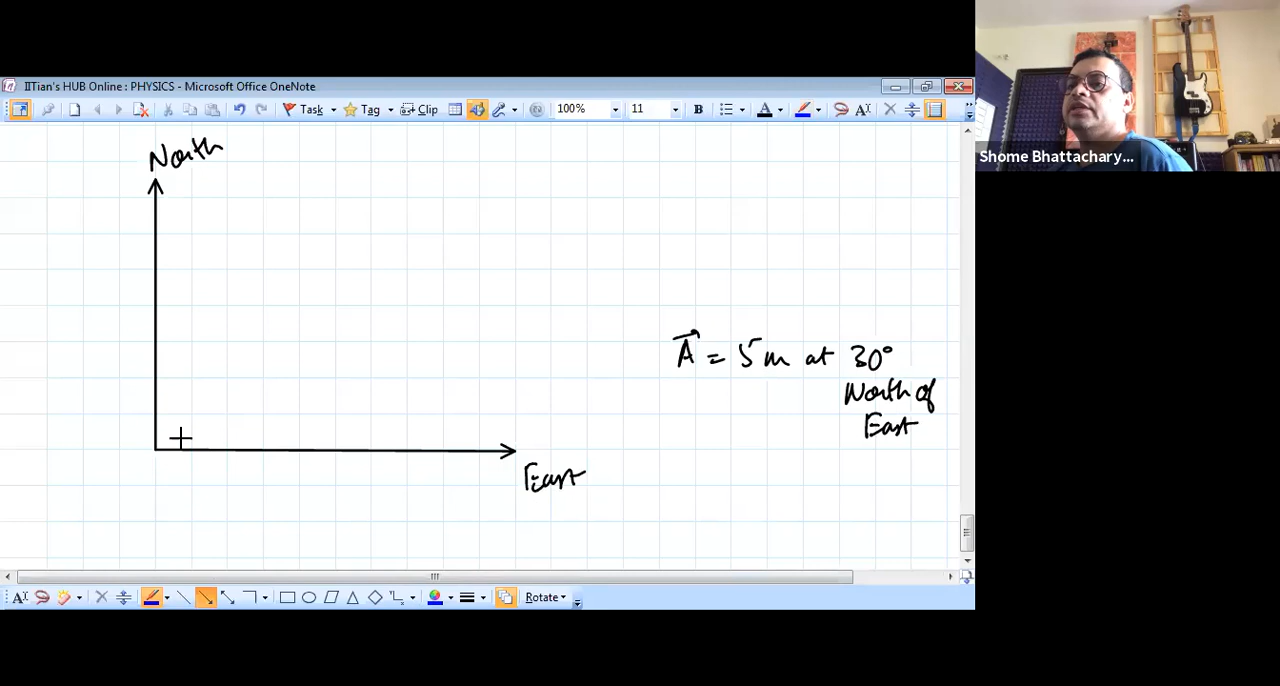 IITian's HUB Online : PHYSICS - Microsoft Office OneNote
Task
Tag
Clip
100%
11
B
A
Shome Bhattachary...
North
A = 5 m at 30°
North of
East
East
Rotate